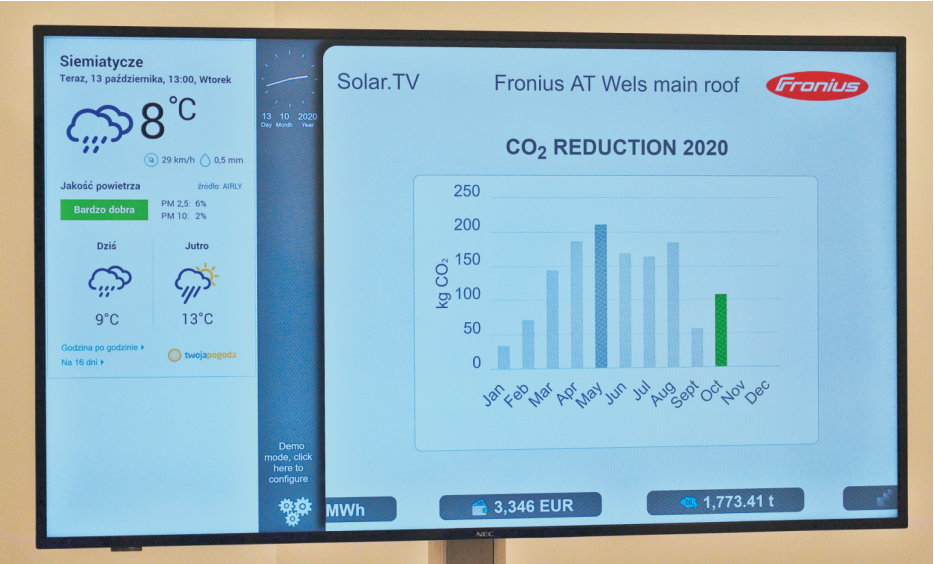 Siemiatycze
Teraz, 13 października, 13:00, Wtorek
8°C
29 km/h 0,5 mm
Jakość powietrza źródło: AIRLY
Bardzo dobra
PM 2,5: 6%
PM 10: 2%
Dziś Jutro
9°C 13°C
Godzina po godzinie
Na 16 dni
twojapogoda
13 10 2020
Day Month Year
Demo
mode, click
here to
configure
Solar.TV Fronius AT Wels main roof Fronius
CO2 REDUCTION 2020
kg CO2
250
200
150
100
50
0
Jan Feb Mar Apr May Jun Jul Aug Sept Oct Nov Dec
MWh 3,346 EUR 1,773.41 t
NEC